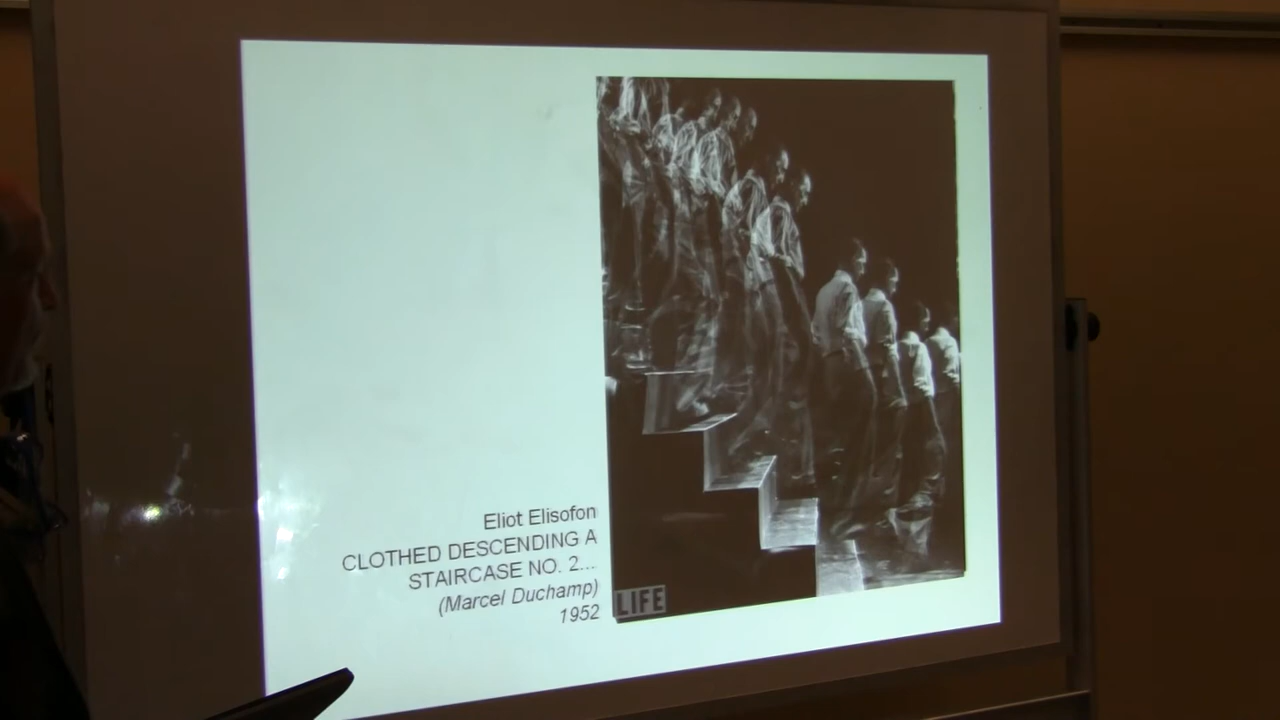 Eliot Elisofon
CLOTHED DESCENDING A
STAIRCASE NO. 2...
(Marcel Duchamp)
1952
LIFE